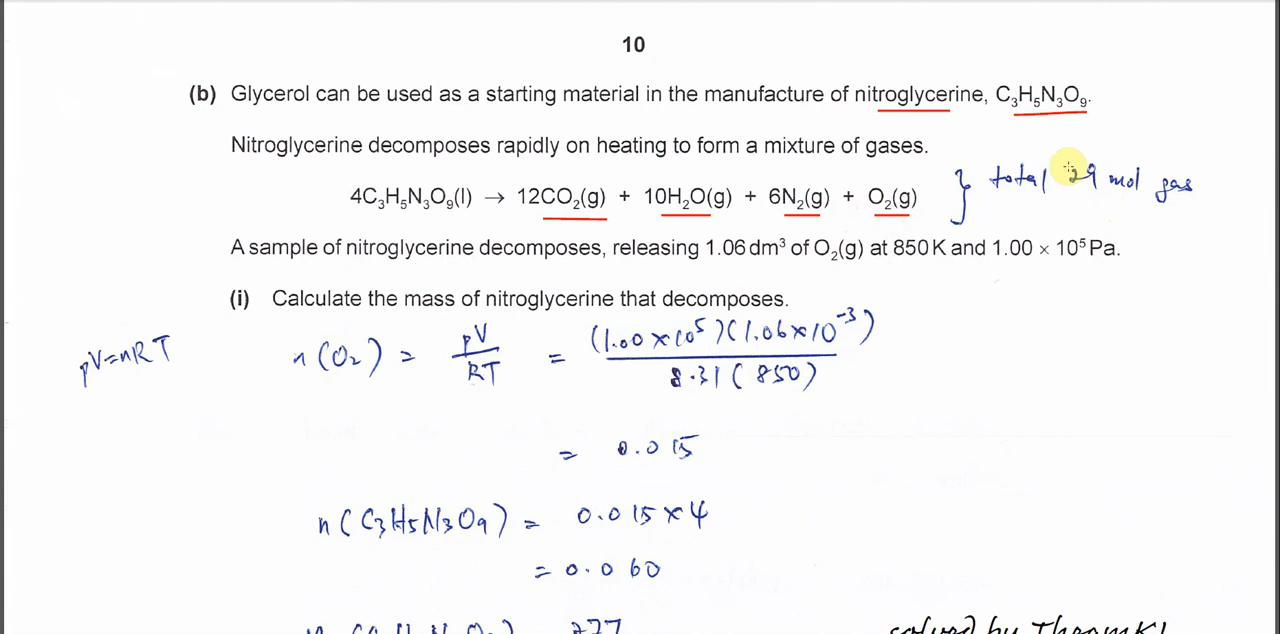 10
(b) Glycerol can be used as a starting material in the manufacture of nitroglycerine, C₃H₅N₃O₉.
Nitroglycerine decomposes rapidly on heating to form a mixture of gases.
4C₃H₅N₃O₉(l) → 12CO₂(g) + 10H₂O(g) + 6N₂(g) + O₂(g) } total 29 mol gas
A sample of nitroglycerine decomposes, releasing 1.06 dm³ of O₂(g) at 850 K and 1.00 × 10⁵ Pa.
(i) Calculate the mass of nitroglycerine that decomposes.
pV=nRT n(O₂) = pV/RT = (1.00×10⁵)(1.06×10⁻³)/8.31(850)
= 0.015
n(C₃H₅N₃O₉) = 0.015×4
= 0.060
277
solved by